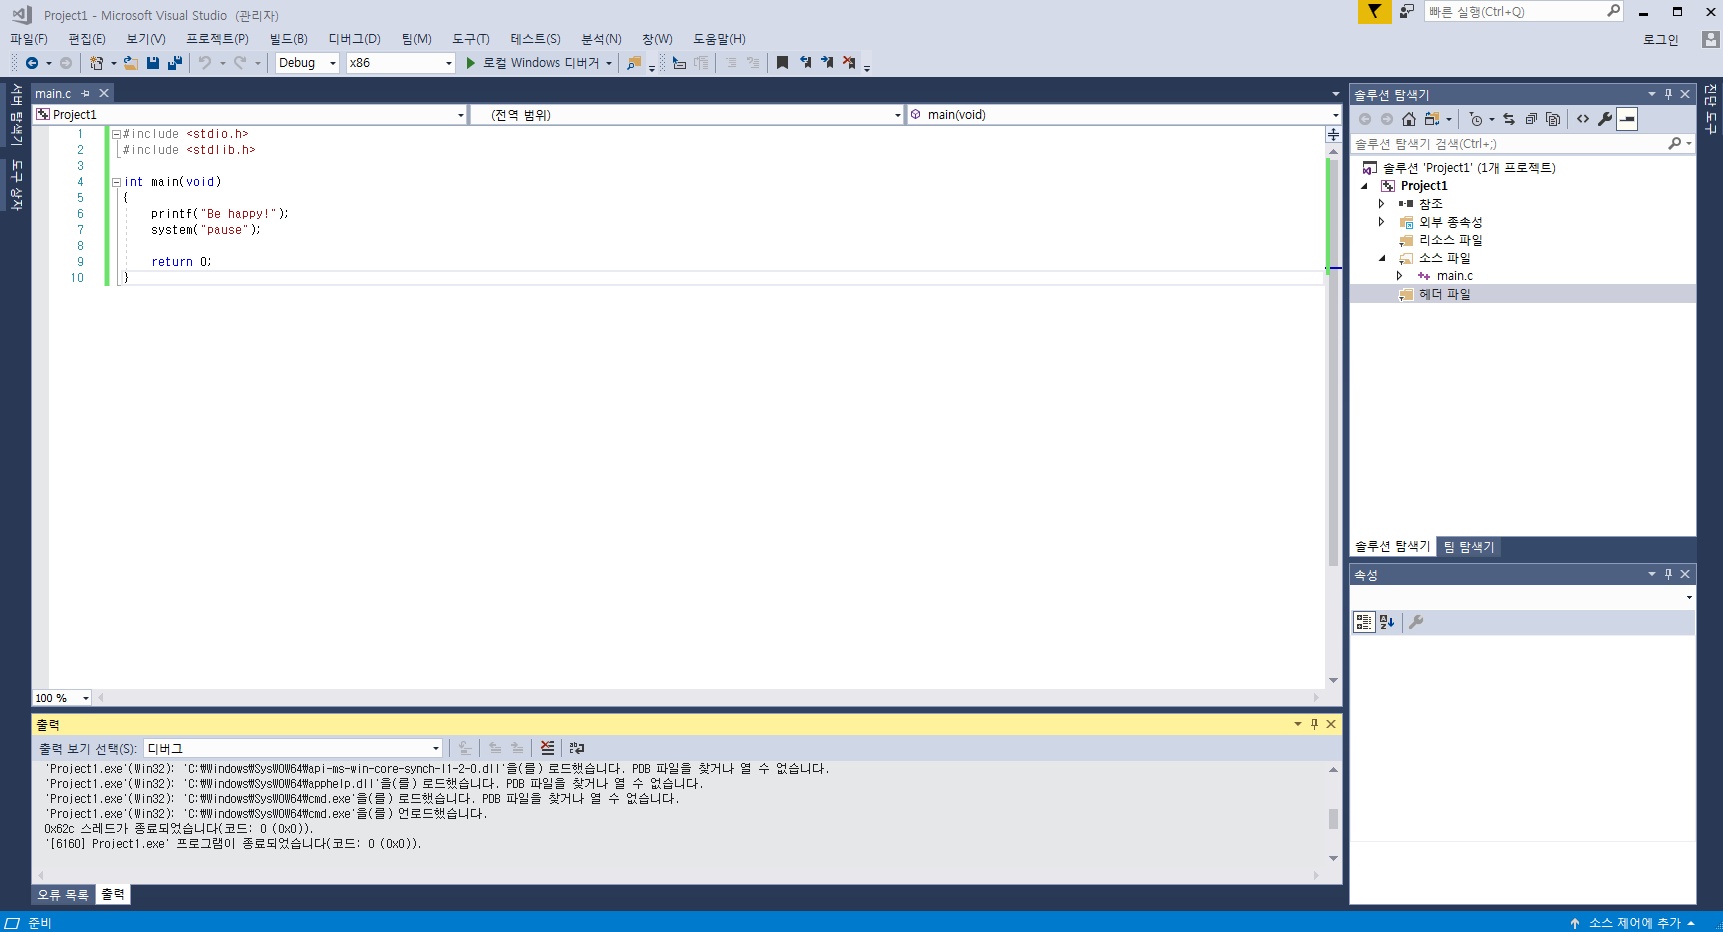 Project1 - Microsoft Visual Studio (관리자)
빠른 실행(Ctrl+Q)
파일(F) 편집(E) 보기(V) 프로젝트(P) 빌드(B) 디버그(D) 팀(M) 도구(T) 테스트(S) 분석(N) 창(W) 도움말(H)
로그인
Debug x86 로컬 Windows 디버거
서버 탐색기
도구 상자
main.c
Project1 (전역 범위) main(void)
1 #include <stdio.h>
2 #include <stdlib.h>
3
4 int main(void)
5 {
6 printf("Be happy!");
7 system("pause");
8
9 return 0;
10 }
100 %
출력
출력 보기 선택(S): 디버그
'Project1.exe'(Win32): 'C:₩Windows₩SysWOW64₩api-ms-win-core-synch-l1-2-0.dll'을(를) 로드했습니다. PDB 파일을 찾거나 열 수 없습니다.
'Project1.exe'(Win32): 'C:₩Windows₩SysWOW64₩apphelp.dll'을(를) 로드했습니다. PDB 파일을 찾거나 열 수 없습니다.
'Project1.exe'(Win32): 'C:₩Windows₩SysWOW64₩cmd.exe'을(를) 로드했습니다. PDB 파일을 찾거나 열 수 없습니다.
'Project1.exe'(Win32): 'C:₩Windows₩SysWOW64₩cmd.exe'을(를) 언로드했습니다.
0x62c 스레드가 종료되었습니다(코드: 0 (0x0)).
'[6160] Project1.exe' 프로그램이 종료되었습니다(코드: 0 (0x0)).
오류 목록 출력
솔루션 탐색기
솔루션 탐색기 검색(Ctrl+;)
솔루션 'Project1' (1개 프로젝트)
Project1
참조
외부 종속성
리소스 파일
소스 파일
main.c
헤더 파일
솔루션 탐색기 팀 탐색기
속성
진단 도구
준비
소스 제어에 추가